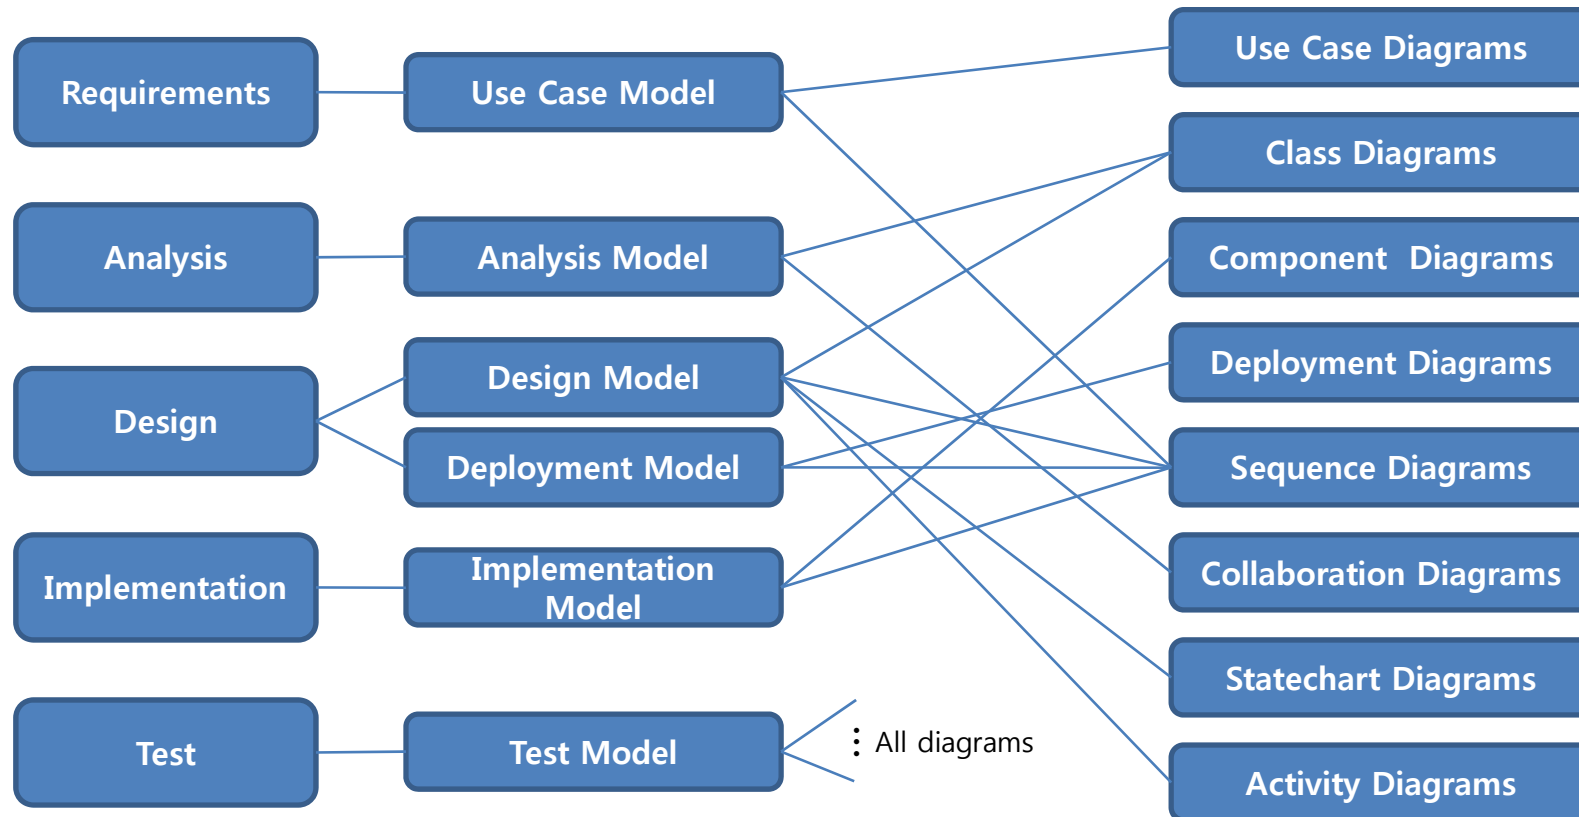 Requirements
Analysis
Design
Implementation
Test
Use Case Model
Analysis Model
Design Model
Deployment Model
Implementation
Model
Test Model
All diagrams
Use Case Diagrams
Class Diagrams
Component Diagrams
Deployment Diagrams
Sequence Diagrams
Collaboration Diagrams
Statechart Diagrams
Activity Diagrams